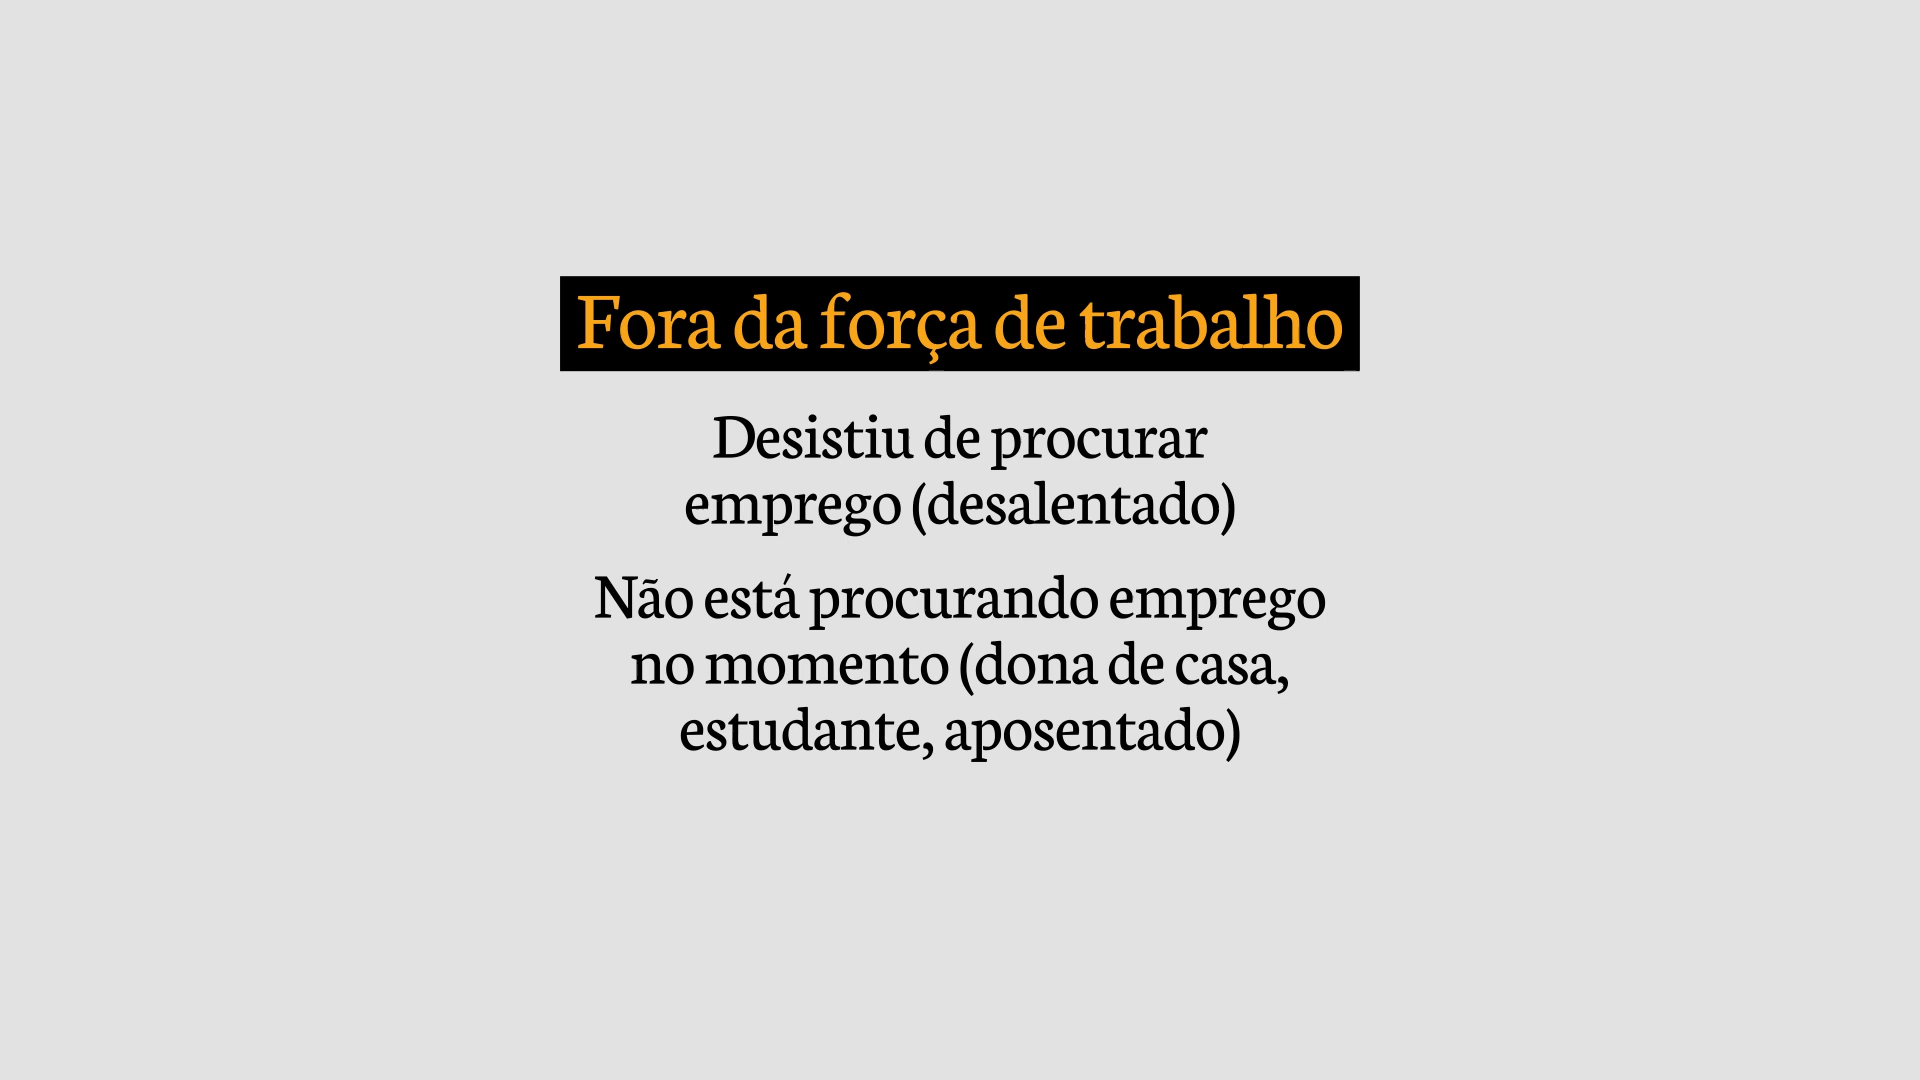 Fora da força de trabalho
Desistiu de procurar
emprego (desalentado)
Não está procurando emprego
no momento (dona de casa,
estudante, aposentado)